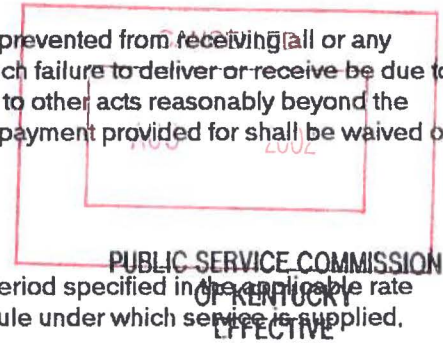 prevented from receiving all or any
ch failure to deliver or receive be due to
to other acts reasonably beyond the
payment provided for shall be waived o
AUG 2002
PUBLIC SERVICE COMMISSION
eriod specified in the applicable rate
OF KENTUCKY
ule under which service is supplied,
EFFECTIVE